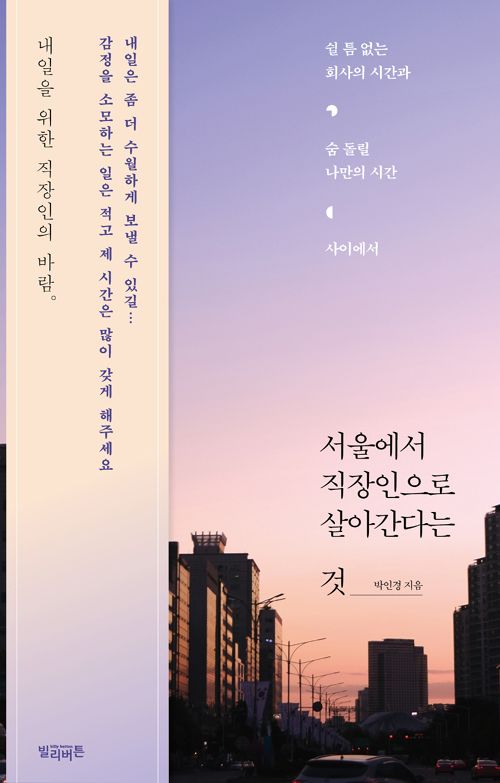 내일은 좀 더 수월하게 보낼 수 있길…
감정을 소모하는 일은 적고 제 시간은 많이 갖게 해주세요
내일을 위한 직장인의 바람。
쉴 틈 없는
회사의 시간과
숨 돌릴
나만의 시간
사이에서
서울에서
직장인으로
살아간다는
것
박인경 지음
billy button
빌리버튼